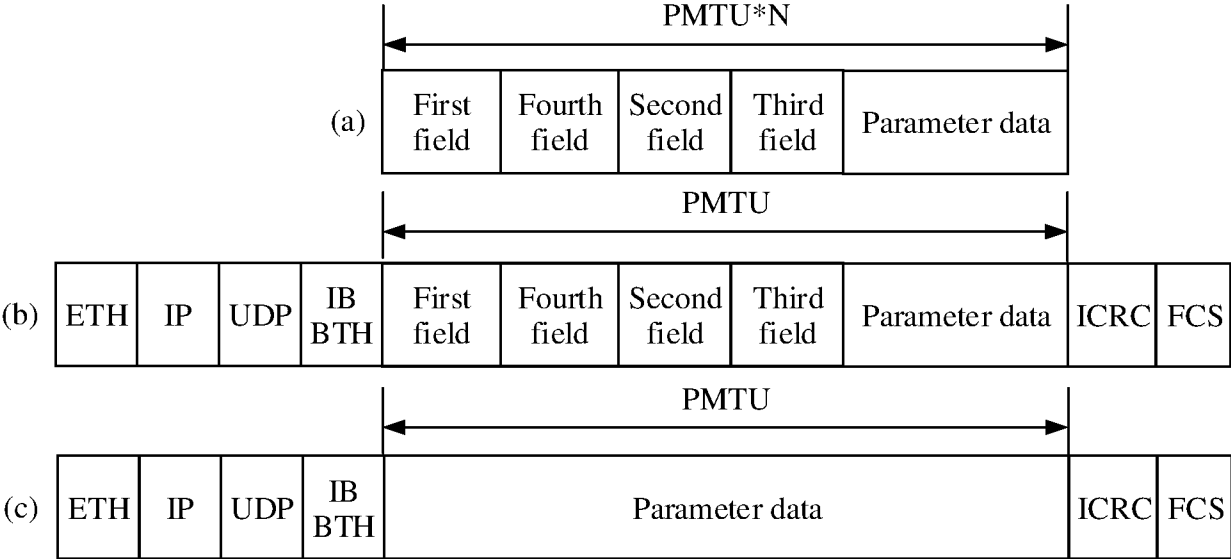 PMTU*N
(a)
First field
Fourth field
Second field
Third field
Parameter data
PMTU
(b)
ETH
IP
UDP
IB BTH
First field
Fourth field
Second field
Third field
Parameter data
ICRC
FCS
PMTU
(c)
ETH
IP
UDP
IB BTH
Parameter data
ICRC
FCS